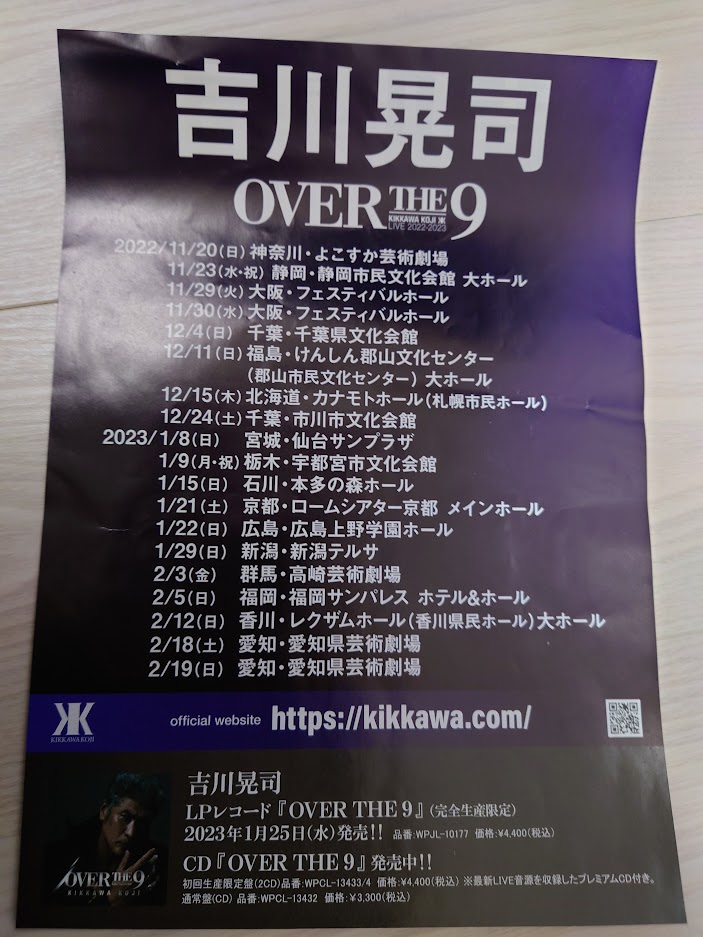 吉川晃司
OVER THE 9
KIKKAWA KOJI
LIVE 2022-2023
2022/11/20(日) 神奈川・よこすか芸術劇場
11/23(水・祝) 静岡・静岡市民文化会館 大ホール
11/29(火) 大阪・フェスティバルホール
11/30(水) 大阪・フェスティバルホール
12/4(日) 千葉・千葉県文化会館
12/11(日) 福島・けんしん郡山文化センター
(郡山市民文化センター) 大ホール
12/15(木) 北海道・カナモトホール(札幌市民ホール)
12/24(土) 千葉・市川市文化会館
2023/1/8(日) 宮城・仙台サンプラザ
1/9(月・祝) 栃木・宇都宮市文化会館
1/15(日) 石川・本多の森ホール
1/21(土) 京都・ロームシアター京都 メインホール
1/22(日) 広島・広島上野学園ホール
1/29(日) 新潟・新潟テルサ
2/3(金) 群馬・高崎芸術劇場
2/5(日) 福岡・福岡サンパレス ホテル&ホール
2/12(日) 香川・レクザムホール(香川県民ホール)大ホール
2/18(土) 愛知・愛知県芸術劇場
2/19(日) 愛知・愛知県芸術劇場
KIKKAWA KOJI
official website https://kikkawa.com/
吉川晃司
LPレコード『OVER THE 9』(完全生産限定)
2023年1月25日(水)発売!! 品番:WPJL-10177 価格:¥4,400(税込)
CD『OVER THE 9』発売中!!
初回生産限定盤(2CD)品番:WPCL-13433/4 価格:¥4,400(税込) ※最新LIVE音源を収録したプレミアムCD付き。
通常盤(CD) 品番:WPCL-13432 価格:¥3,300(税込)
OVER THE 9
KIKKAWA KOJI